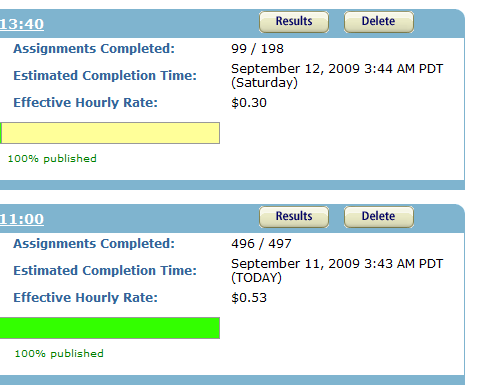 13:40 Results Delete
Assignments Completed: 99 / 198
Estimated Completion Time: September 12, 2009 3:44 AM PDT
(Saturday)
Effective Hourly Rate: $0.30
100% published
11:00 Results Delete
Assignments Completed: 496 / 497
Estimated Completion Time: September 11, 2009 3:43 AM PDT
(TODAY)
Effective Hourly Rate: $0.53
100% published